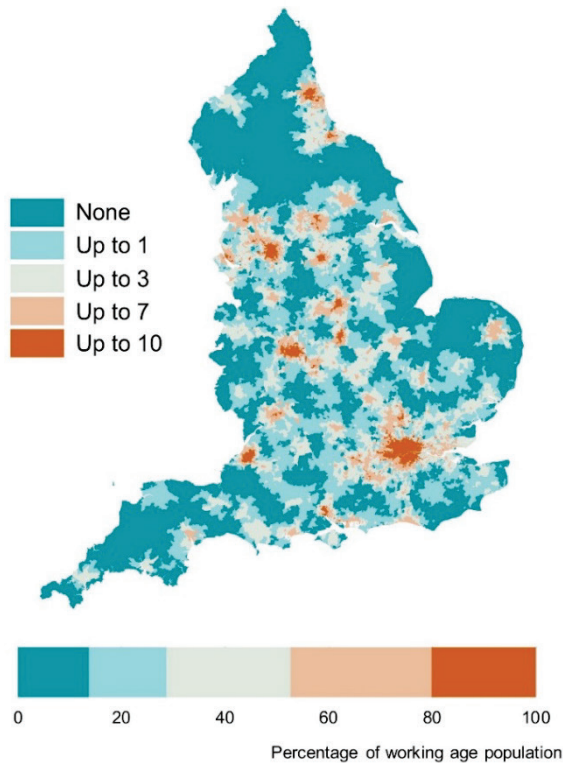 None
Up to 1
Up to 3
Up to 7
Up to 10
0 20 40 60 80 100
Percentage of working age population